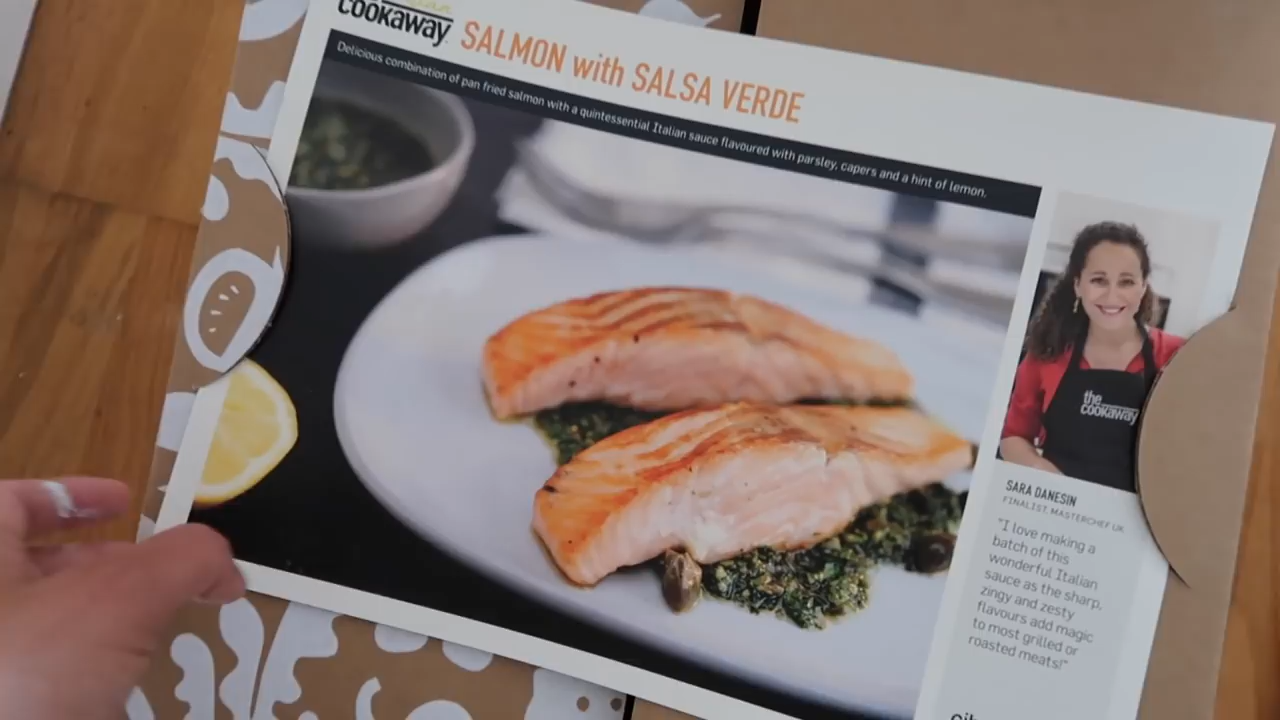 cookaway
SALMON with SALSA VERDE
Delicious combination of pan fried salmon with a quintessential Italian sauce flavoured with parsley, capers and a hint of lemon.
the
cookaway
SARA DANESIN
FINALIST, MASTERCHEF UK
"I love making a
batch of this
wonderful Italian
sauce as the sharp,
zingy and zesty
flavours add magic
to most grilled or
roasted meats!"